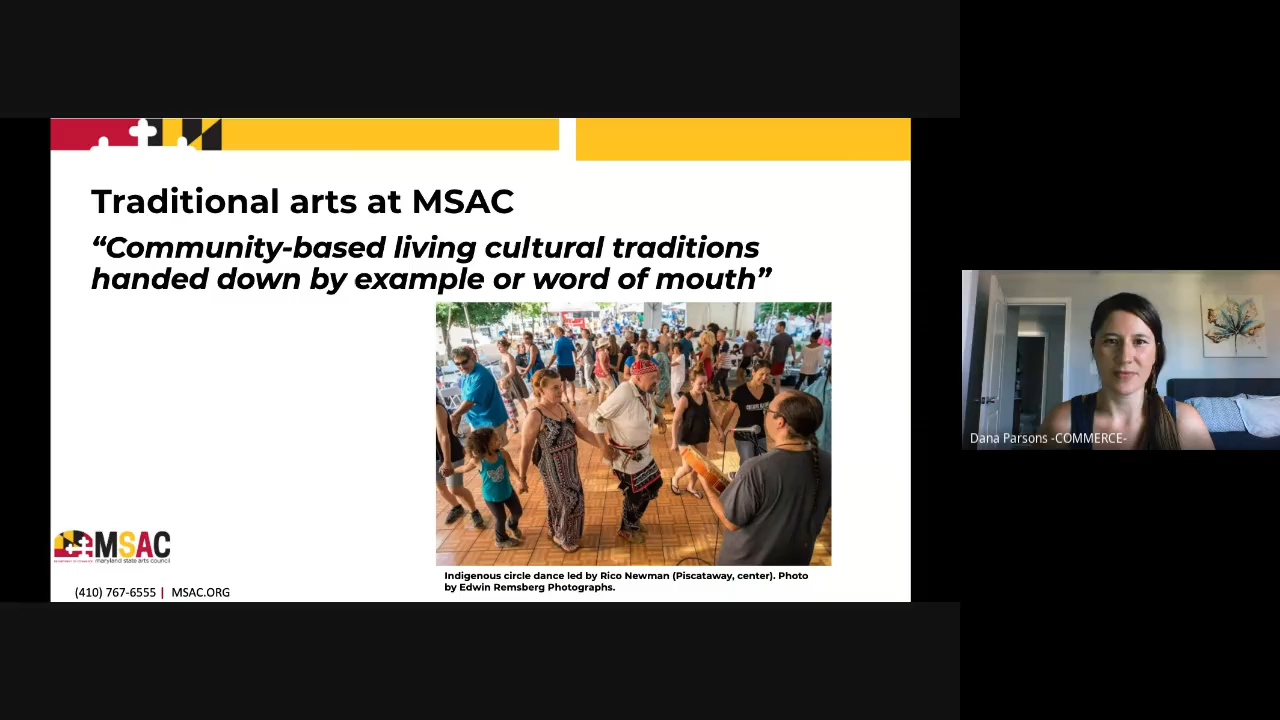 Traditional arts at MSAC
“Community-based living cultural traditions
handed down by example or word of mouth”
Indigenous circle dance led by Rico Newman (Piscataway, center). Photo
by Edwin Remsberg Photographs.
MSAC
maryland state arts council
(410) 767-6555 | MSAC.ORG
Dana Parsons -COMMERCE-